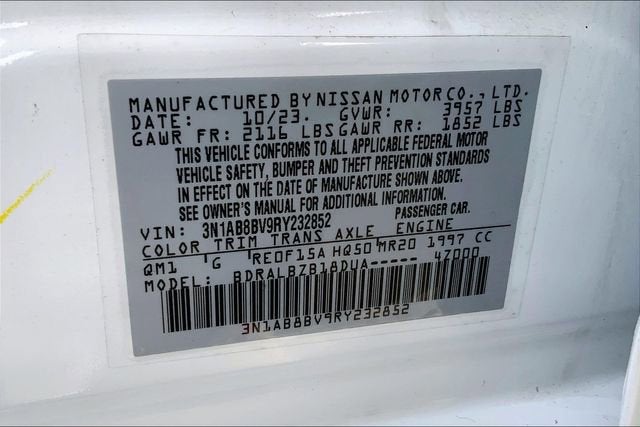 MANUFACTURED BY NISSAN MOTOR CO., LTD.
DATE: 10/23. GVWR: 3957 LBS
GAWR FR: 2116 LBS GAWR RR: 1852 LBS
THIS VEHICLE CONFORMS TO ALL APPLICABLE FEDERAL MOTOR
VEHICLE SAFETY, BUMPER AND THEFT PREVENTION STANDARDS
IN EFFECT ON THE DATE OF MANUFACTURE SHOWN ABOVE.
SEE OWNER'S MANUAL FOR ADDITIONAL INFORMATION.
VIN: 3N1AB8BV9RY232852 PASSENGER CAR.
COLOR TRIM TRANS AXLE ENGINE
QM1 G RE0F15A HQ50 MR20 1997 CC
MODEL: BDRALBZB18DUA----- 4Z000
3N1AB8BV9RY232852